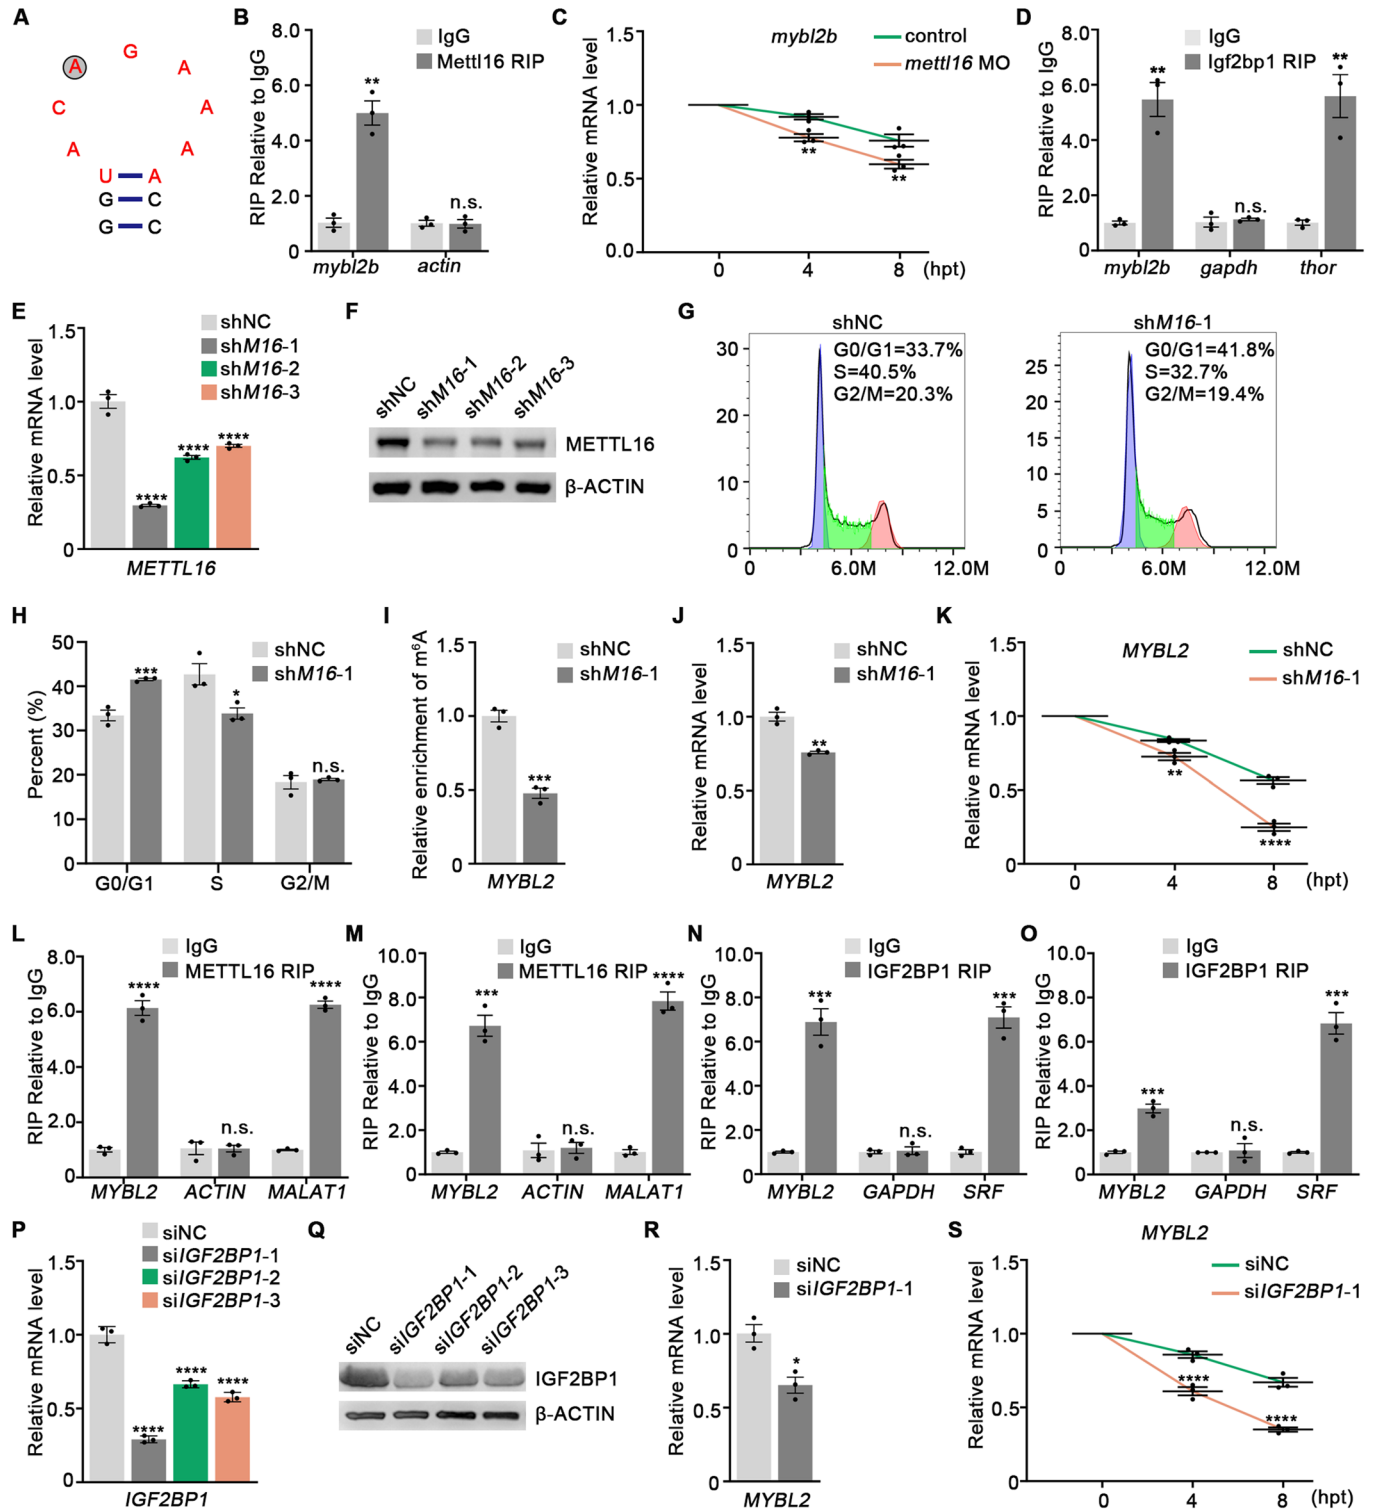 A
A
G
A
C
A
A
A
U
A
G
C
G
C
B
RIP Relative to IgG
8.0
6.0
4.0
2.0
0
IgG
Mettl16 RIP
**
n.s.
mybl2b
actin
C
Relative mRNA level
1.5
1.0
0.5
0.0
mybl2b
control
mettl16 MO
**
**
0
4
8
(hpt)
D
RIP Relative to IgG
8.0
6.0
4.0
2.0
0
IgG
Igf2bp1 RIP
**
n.s.
**
mybl2b
gapdh
thor
E
Relative mRNA level
1.5
1.0
0.5
0
shNC
shM16-1
shM16-2
shM16-3
****
****
****
METTL16
F
shNC
shM16-1
shM16-2
shM16-3
METTL16
β-ACTIN
G
shNC
30
20
10
0
G0/G1=33.7%
S=40.5%
G2/M=20.3%
0
6.0M
12.0M
shM16-1
25
20
15
10
5
0
G0/G1=41.8%
S=32.7%
G2/M=19.4%
0
6.0M
12.0M
H
Percent (%)
50
40
30
20
10
0
shNC
shM16-1
***
*
n.s.
G0/G1
S
G2/M
I
Relative enrichment of m⁶A
1.5
1.0
0.5
0
shNC
shM16-1
***
MYBL2
J
Relative mRNA level
1.5
1.0
0.5
0
shNC
shM16-1
**
MYBL2
K
Relative mRNA level
1.5
1.0
0.5
0
MYBL2
shNC
shM16-1
**
****
0
4
8
(hpt)
L
RIP Relative to IgG
8.0
6.0
4.0
2.0
0
IgG
METTL16 RIP
****
n.s.
****
MYBL2
ACTIN
MALAT1
M
RIP Relative to IgG
10.0
8.0
6.0
4.0
2.0
0
IgG
METTL16 RIP
***
n.s.
****
MYBL2
ACTIN
MALAT1
N
RIP Relative to IgG
10.0
8.0
6.0
4.0
2.0
0
IgG
IGF2BP1 RIP
***
n.s.
***
MYBL2
GAPDH
SRF
O
RIP Relative to IgG
10.0
8.0
6.0
4.0
2.0
0
IgG
IGF2BP1 RIP
***
n.s.
***
MYBL2
GAPDH
SRF
P
Relative mRNA level
1.5
1.0
0.5
0
siNC
siIGF2BP1-1
siIGF2BP1-2
siIGF2BP1-3
****
****
****
IGF2BP1
Q
siNC
siIGF2BP1-1
siIGF2BP1-2
siIGF2BP1-3
IGF2BP1
β-ACTIN
R
Relative mRNA level
1.5
1.0
0.5
0
siNC
siIGF2BP1-1
*
MYBL2
S
Relative mRNA level
1.5
1.0
0.5
0
MYBL2
siNC
siIGF2BP1-1
****
****
0
4
8
(hpt)